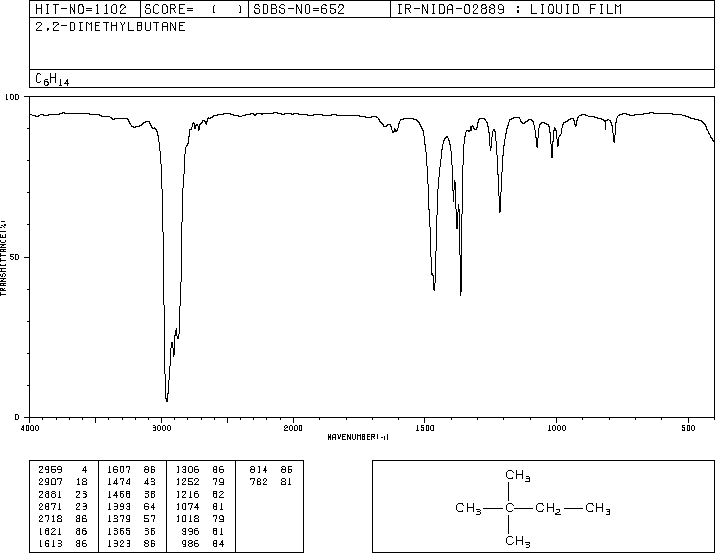 HIT-NO=1102 SCORE= ( ) SDBS-NO=652 IR-NIDA-02889 : LIQUID FILM
2,2-DIMETHYLBUTANE
C6H14
100
50
0
TRANSMITTANCE(%)
4000 3000 2000 1500 1000 500
WAVENUMBER(-1)
2959 4 1607 86 1306 86 814 86
2907 18 1474 43 1252 79 782 81
2881 23 1468 38 1216 62
2871 23 1393 64 1074 81
2718 86 1379 57 1018 79
1621 86 1365 36 996 81
1613 86 1323 86 986 84
CH3
CH3 C CH2 CH3
CH3